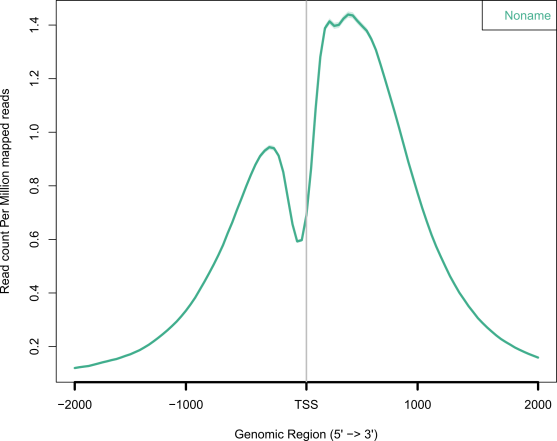 Noname
Read count Per Million mapped reads
1.4
1.2
1.0
0.8
0.6
0.4
0.2
−2000 −1000 TSS 1000 2000
Genomic Region (5' −> 3')